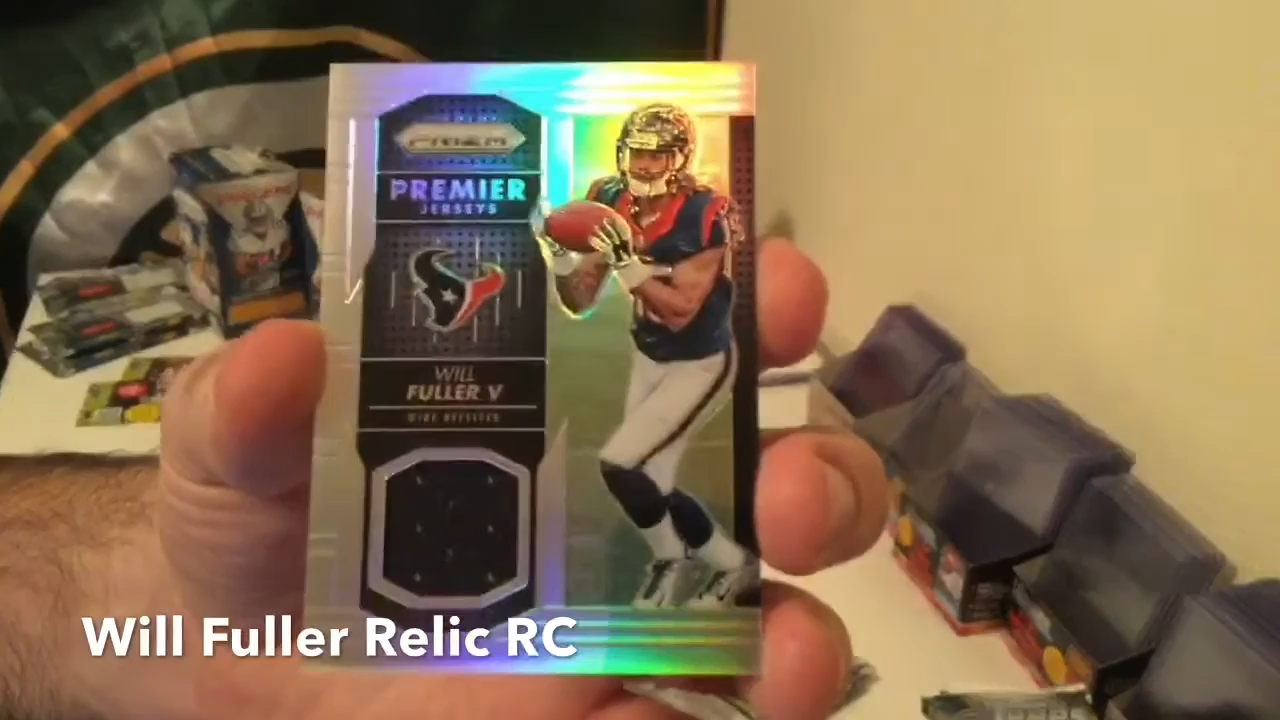 PRIZM
PREMIER
JERSEYS
WILL
FULLER V
WIDE RECEIVER
Will Fuller Relic RC